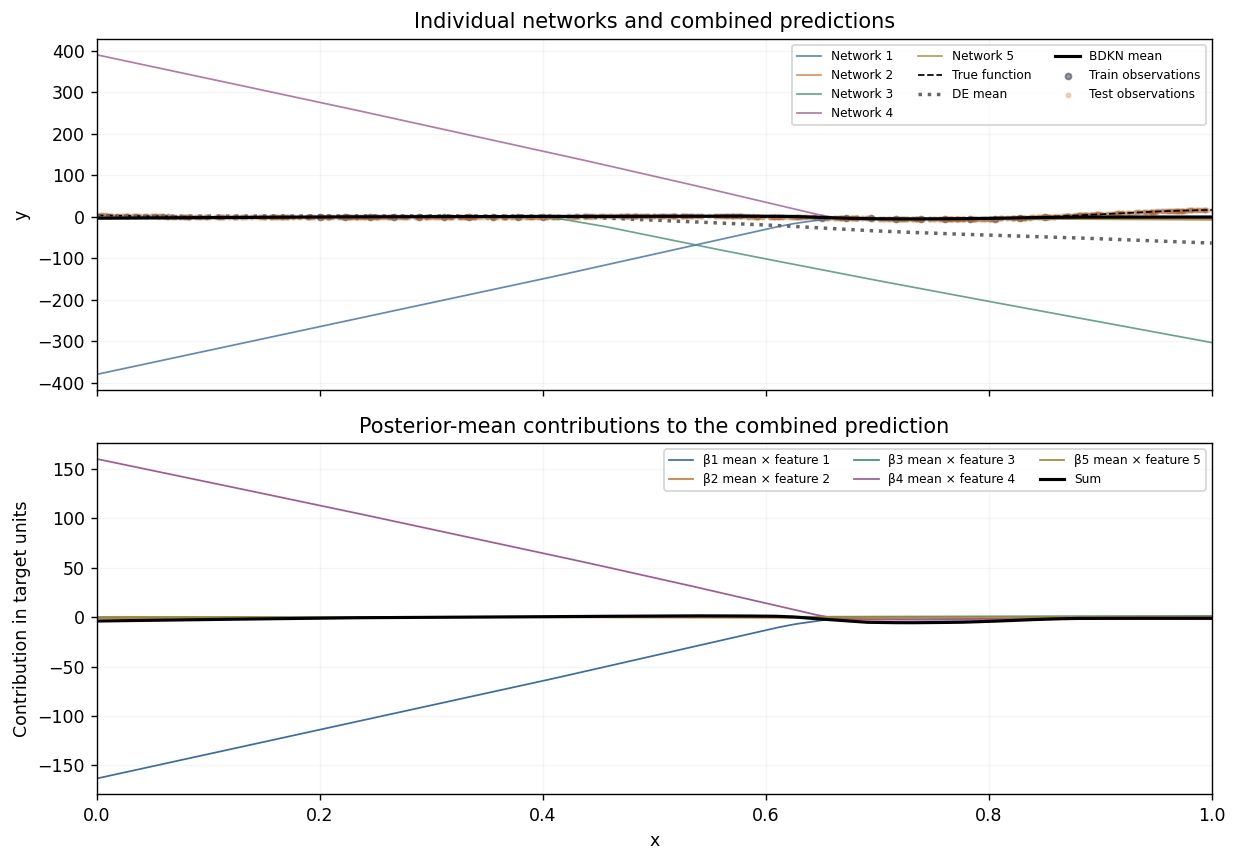 Individual networks and combined predictions
400
300
200
100
0
−100
−200
−300
−400
y
Network 1
Network 2
Network 3
Network 4
Network 5
True function
DE mean
BDKN mean
Train observations
Test observations
Posterior-mean contributions to the combined prediction
150
100
50
0
−50
−100
−150
Contribution in target units
β1 mean × feature 1
β2 mean × feature 2
β3 mean × feature 3
β4 mean × feature 4
β5 mean × feature 5
Sum
0.0 0.2 0.4 0.6 0.8 1.0
x